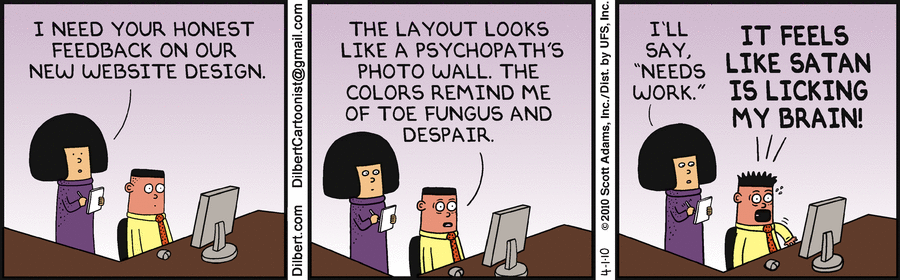 I NEED YOUR HONEST
FEEDBACK ON OUR
NEW WEBSITE DESIGN.
Dilbert.com DilbertCartoonist@gmail.com
THE LAYOUT LOOKS
LIKE A PSYCHOPATH'S
PHOTO WALL. THE
COLORS REMIND ME
OF TOE FUNGUS AND
DESPAIR.
4-1-10 ©2010 Scott Adams, Inc./Dist. by UFS, Inc.
I'LL
SAY,
"NEEDS
WORK."
IT FEELS
LIKE SATAN
IS LICKING
MY BRAIN!